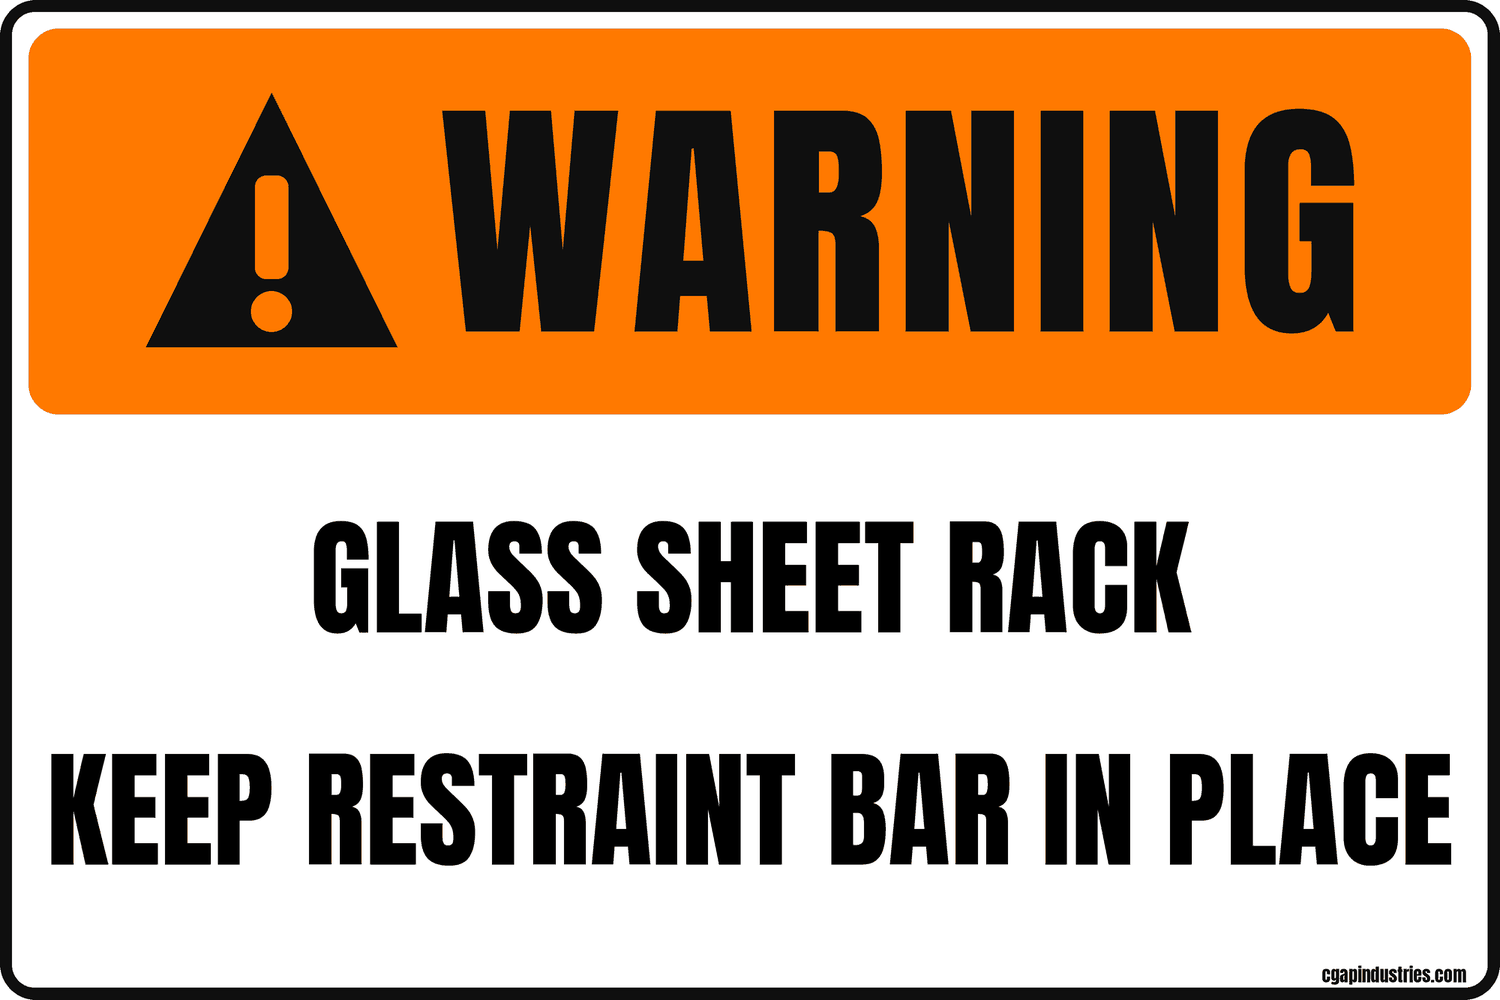 WARNING
GLASS SHEET RACK
KEEP RESTRAINT BAR IN PLACE
cgapindustries.com